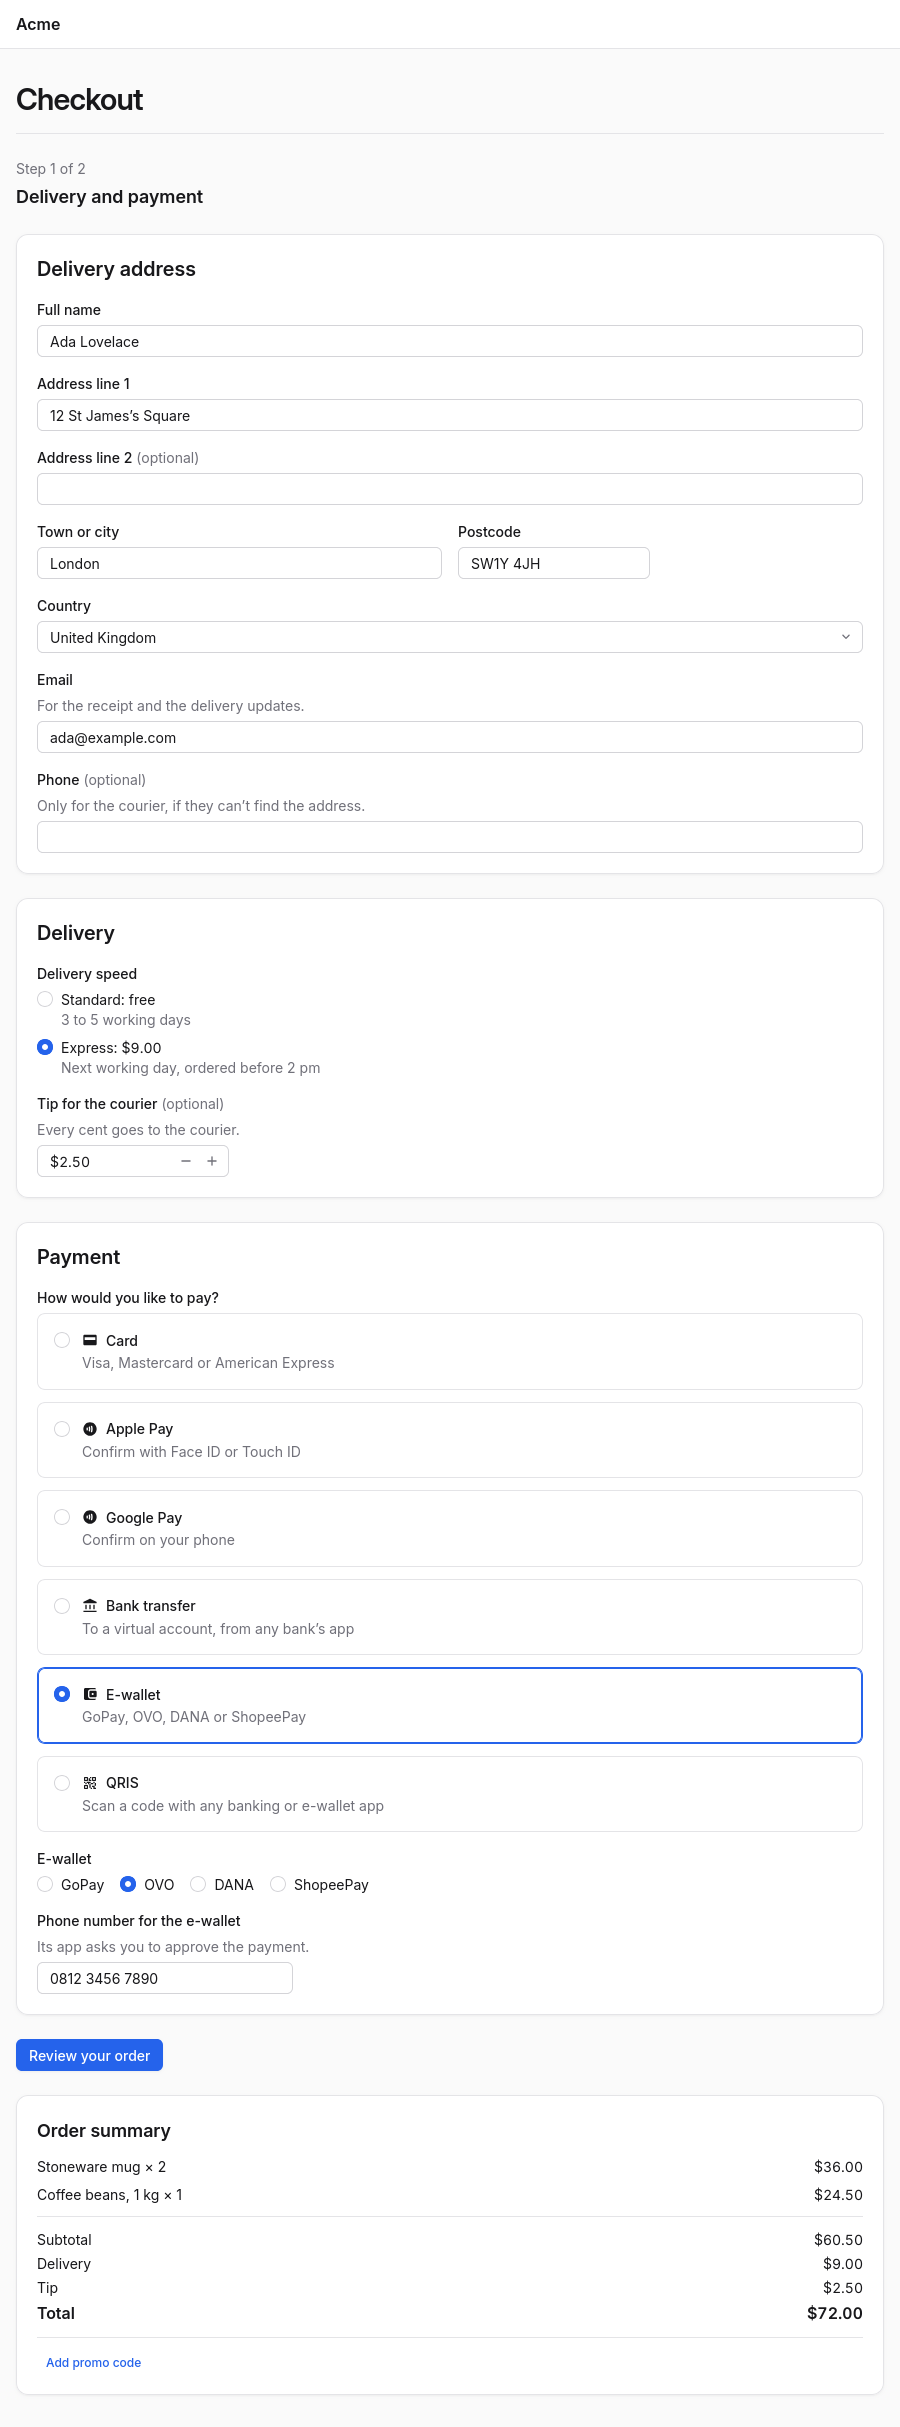 Acme
Checkout
Step 1 of 2
Delivery and payment
Delivery address
Full name
Ada Lovelace
Address line 1
12 St James’s Square
Address line 2 (optional)
Town or city
Postcode
London
SW1Y 4JH
Country
United Kingdom
Email
For the receipt and the delivery updates.
ada@example.com
Phone (optional)
Only for the courier, if they can’t find the address.
Delivery
Delivery speed
Standard: free
3 to 5 working days
Express: $9.00
Next working day, ordered before 2 pm
Tip for the courier (optional)
Every cent goes to the courier.
$2.50
Payment
How would you like to pay?
Card
Visa, Mastercard or American Express
Apple Pay
Confirm with Face ID or Touch ID
Google Pay
Confirm on your phone
Bank transfer
To a virtual account, from any bank’s app
E-wallet
GoPay, OVO, DANA or ShopeePay
QRIS
Scan a code with any banking or e-wallet app
E-wallet
GoPay OVO DANA ShopeePay
Phone number for the e-wallet
Its app asks you to approve the payment.
0812 3456 7890
Review your order
Order summary
Stoneware mug × 2 $36.00
Coffee beans, 1 kg × 1 $24.50
Subtotal $60.50
Delivery $9.00
Tip $2.50
Total $72.00
Add promo code